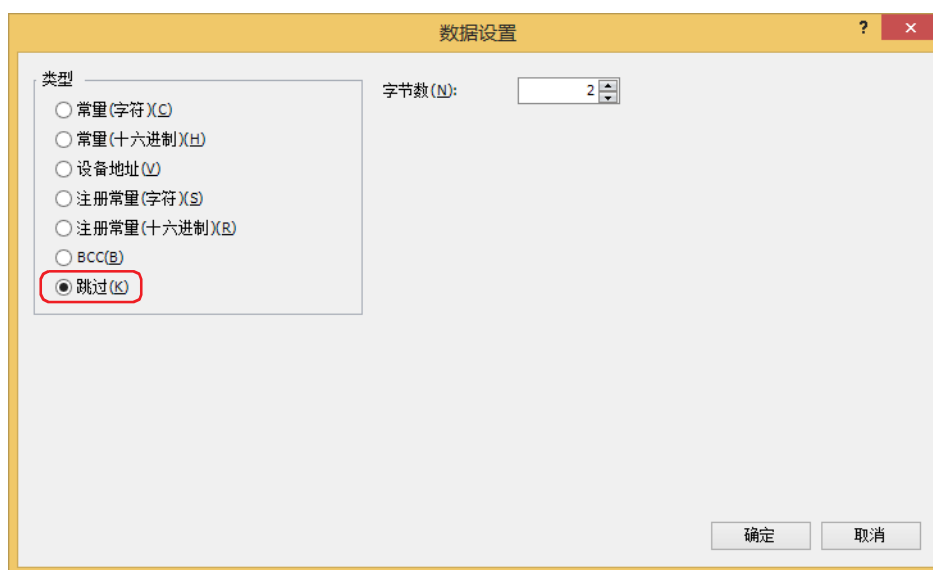 数据设置
?
×
类型
常量(字符)(C)
常量(十六进制)(H)
设备地址(V)
注册常量(字符)(S)
注册常量(十六进制)(R)
BCC(B)
跳过(K)
字节数(N):
2
确定
取消